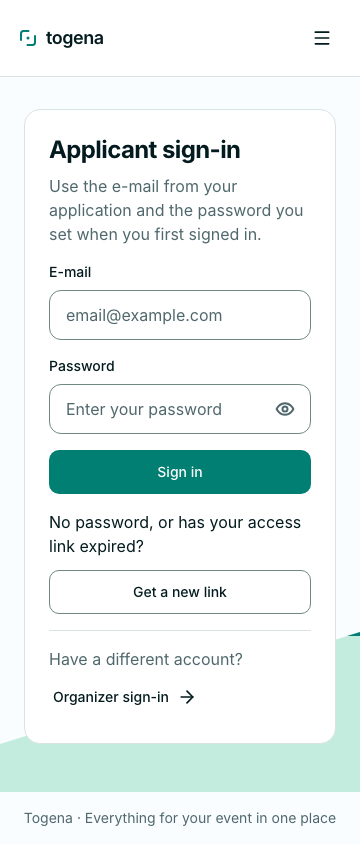 togena
Applicant sign-in
Use the e-mail from your
application and the password you
set when you first signed in.
E-mail
email@example.com
Password
Enter your password
Sign in
No password, or has your access
link expired?
Get a new link
Have a different account?
Organizer sign-in
Togena · Everything for your event in one place